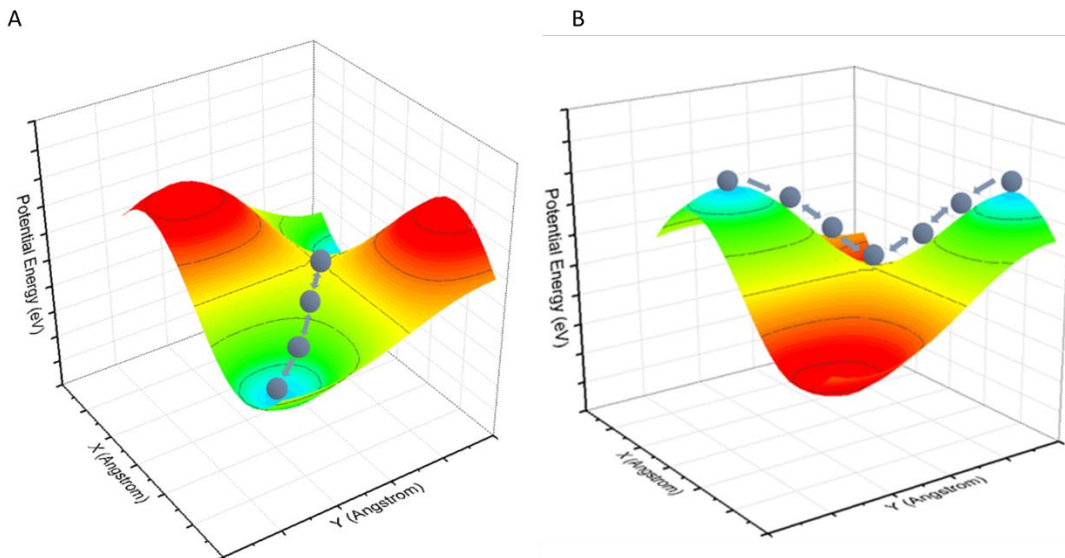 A
B
Potential Energy (eV)
X (Angstrom)
Y (Angstrom)
Potential Energy (eV)
X (Angstrom)
Y (Angstrom)